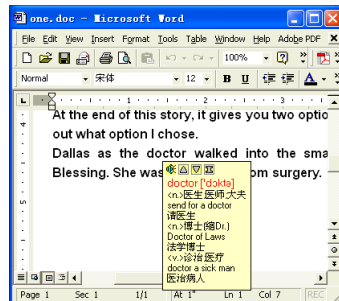 one.doc - Microsoft Word
File Edit View Insert Format Tools Table Window Help Adobe PDF
100%
Normal 宋体 12 B U A
1 2 3
At the end of this story, it gives you two optio
out what option I chose.
Dallas as the doctor walked into the sma
Blessing. She was om surgery.
doctor ['dɔktə]
<n.>医生,医师,大夫
send for a doctor
请医生
<n.>博士(缩Dr.)
Doctor of Laws
法学博士
<v.>诊治,医疗
doctor a sick man
医治病人
Page 1 Sec 1 1/1 At 1" Ln 1 Col 7 REC